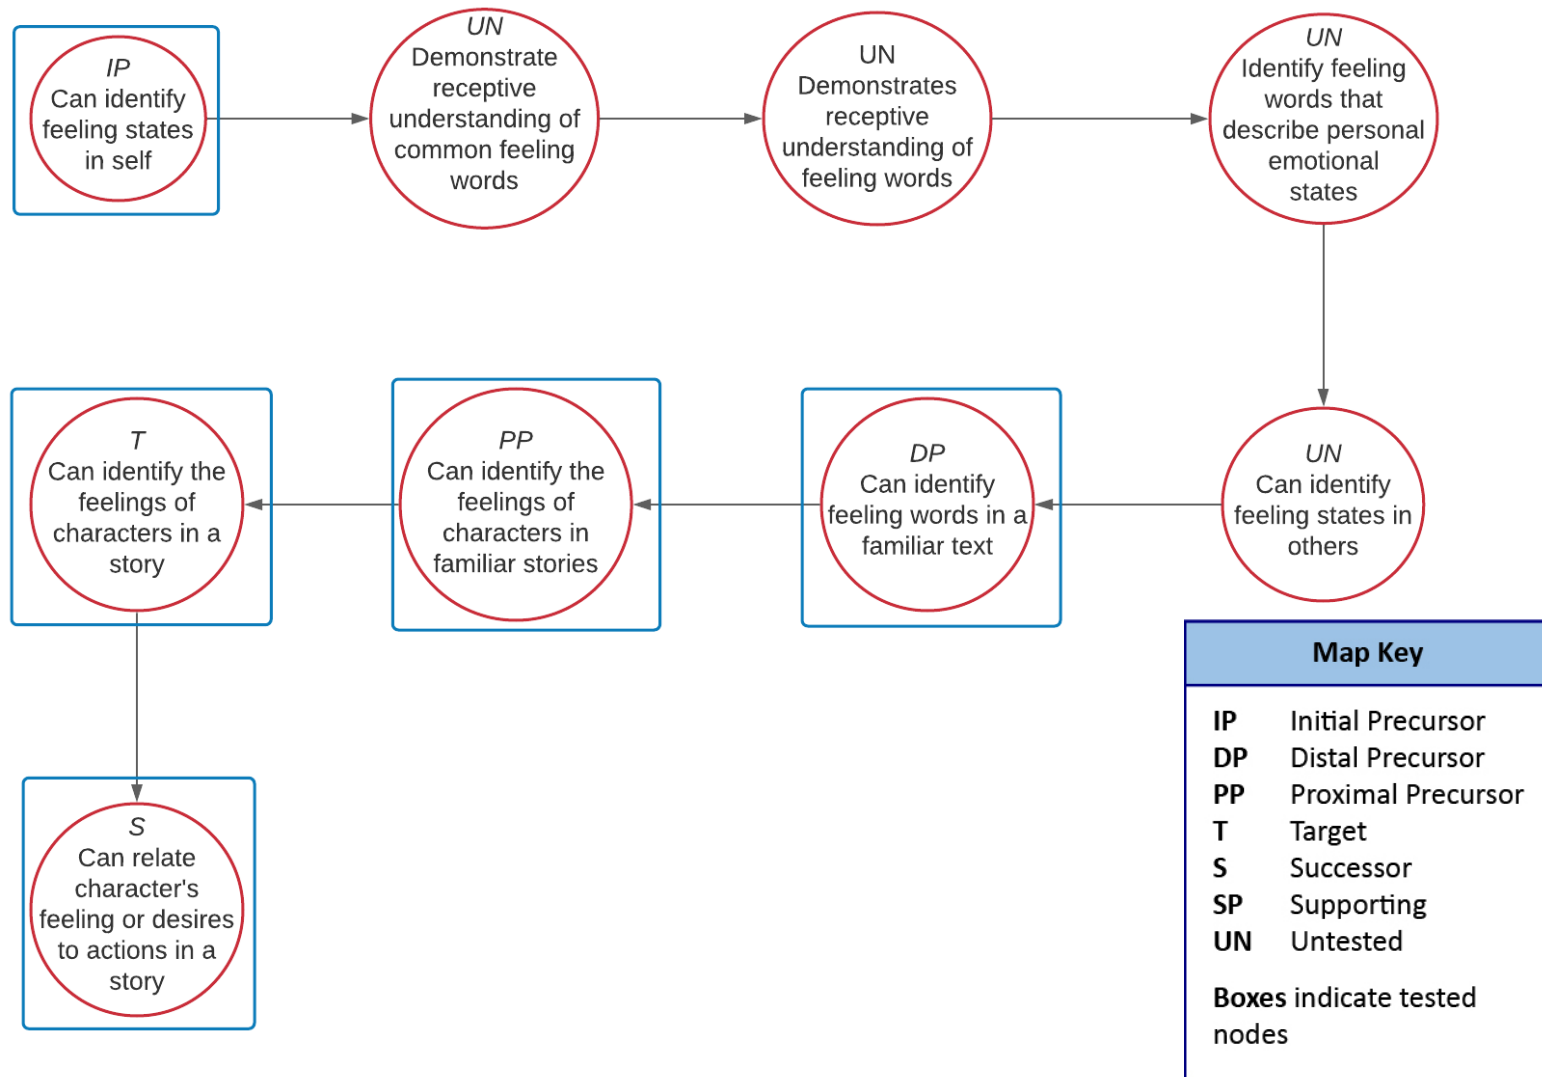 IP
Can identify
feeling states
in self
UN
Demonstrate
receptive
understanding of
common feeling
words
UN
Demonstrates
receptive
understanding of
feeling words
UN
Identify feeling
words that
describe personal
emotional
states
UN
Can identify
feeling states in
others
DP
Can identify
feeling words in a
familiar text
PP
Can identify the
feelings of
characters in
familiar stories
T
Can identify the
feelings of
characters in a
story
S
Can relate
character's
feeling or desires
to actions in a
story
Map Key
IP Initial Precursor
DP Distal Precursor
PP Proximal Precursor
T Target
S Successor
SP Supporting
UN Untested
Boxes indicate tested
nodes